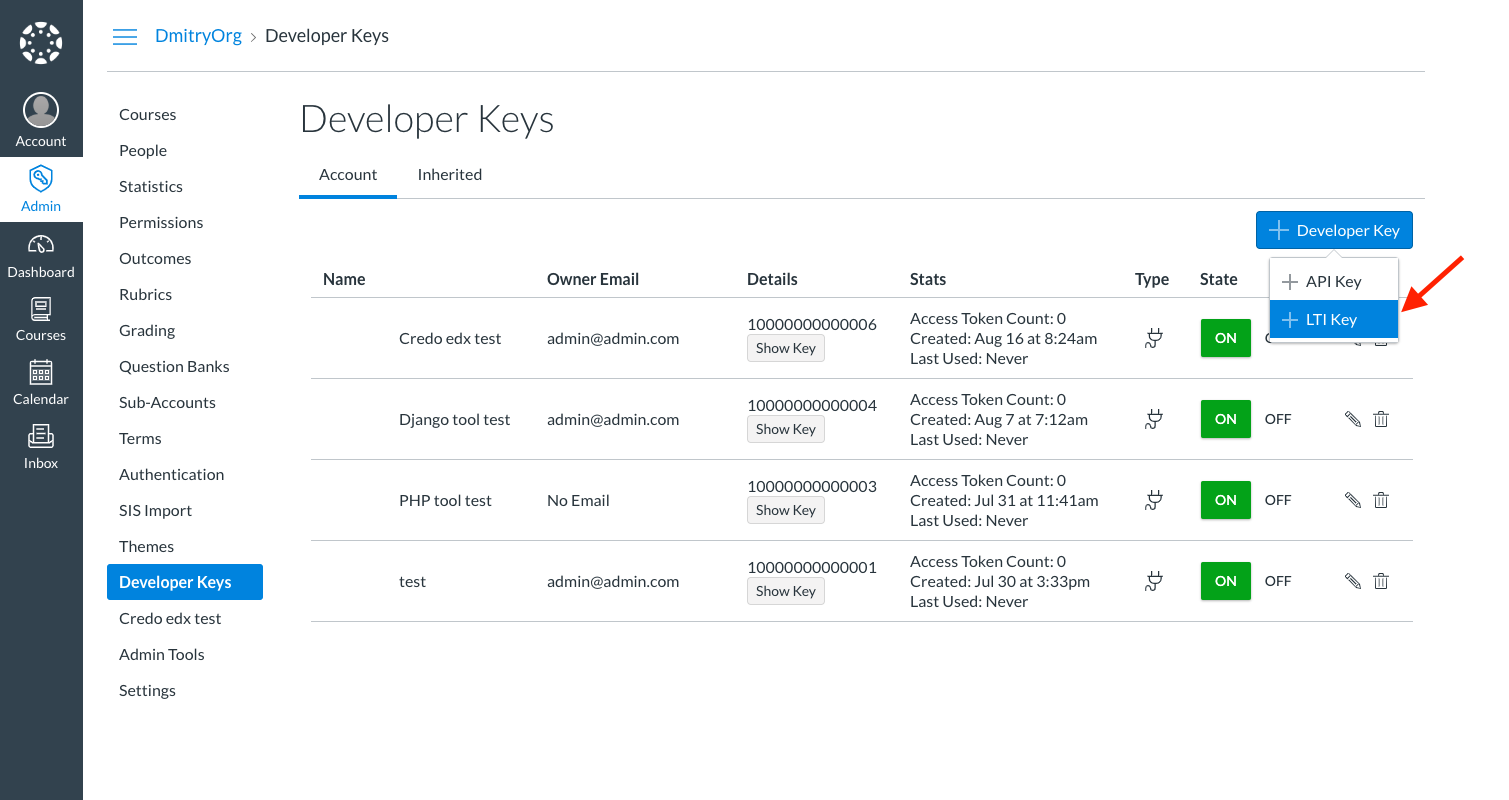 DmitryOrg › Developer Keys
Account
Admin
Dashboard
Courses
Calendar
Inbox
Courses
People
Statistics
Permissions
Outcomes
Rubrics
Grading
Question Banks
Sub-Accounts
Terms
Authentication
SIS Import
Themes
Developer Keys
Credo edx test
Admin Tools
Settings
Developer Keys
Account Inherited
Developer Key
API Key
LTI Key
Name Owner Email Details Stats Type State
Credo edx test admin@admin.com 10000000000006 Show Key
Access Token Count: 0
Created: Aug 16 at 8:24am
Last Used: Never
ON
Django tool test admin@admin.com 10000000000004 Show Key
Access Token Count: 0
Created: Aug 7 at 7:12am
Last Used: Never
ON OFF
PHP tool test No Email 10000000000003 Show Key
Access Token Count: 0
Created: Jul 31 at 11:41am
Last Used: Never
ON OFF
test admin@admin.com 10000000000001 Show Key
Access Token Count: 0
Created: Jul 30 at 3:33pm
Last Used: Never
ON OFF